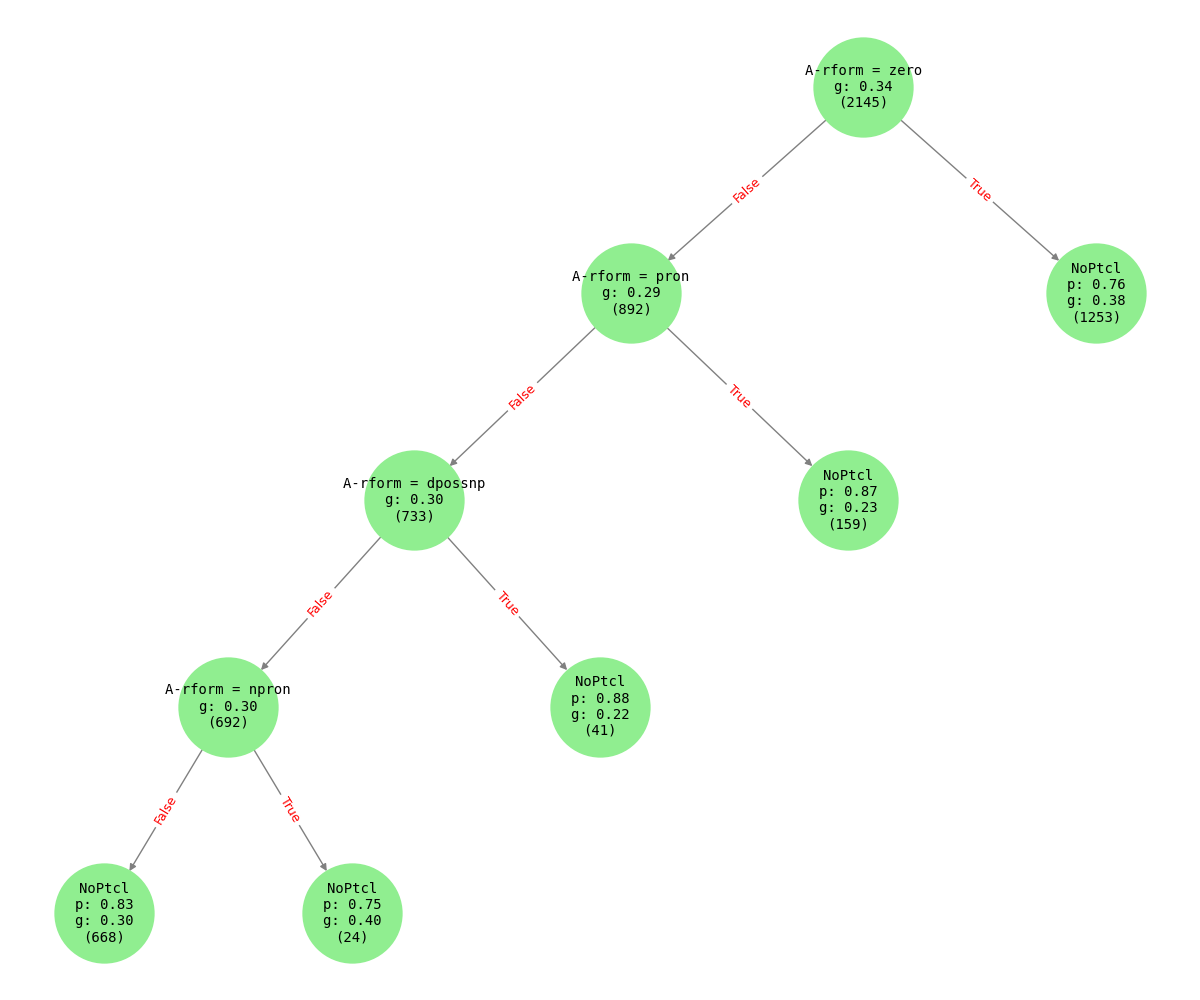 A-rform = zero
g: 0.34
(2145)
False
True
A-rform = pron
g: 0.29
(892)
NoPtcl
p: 0.76
g: 0.38
(1253)
False
True
A-rform = dpossnp
g: 0.30
(733)
NoPtcl
p: 0.87
g: 0.23
(159)
False
True
A-rform = npron
g: 0.30
(692)
NoPtcl
p: 0.88
g: 0.22
(41)
False
True
NoPtcl
p: 0.83
g: 0.30
(668)
NoPtcl
p: 0.75
g: 0.40
(24)